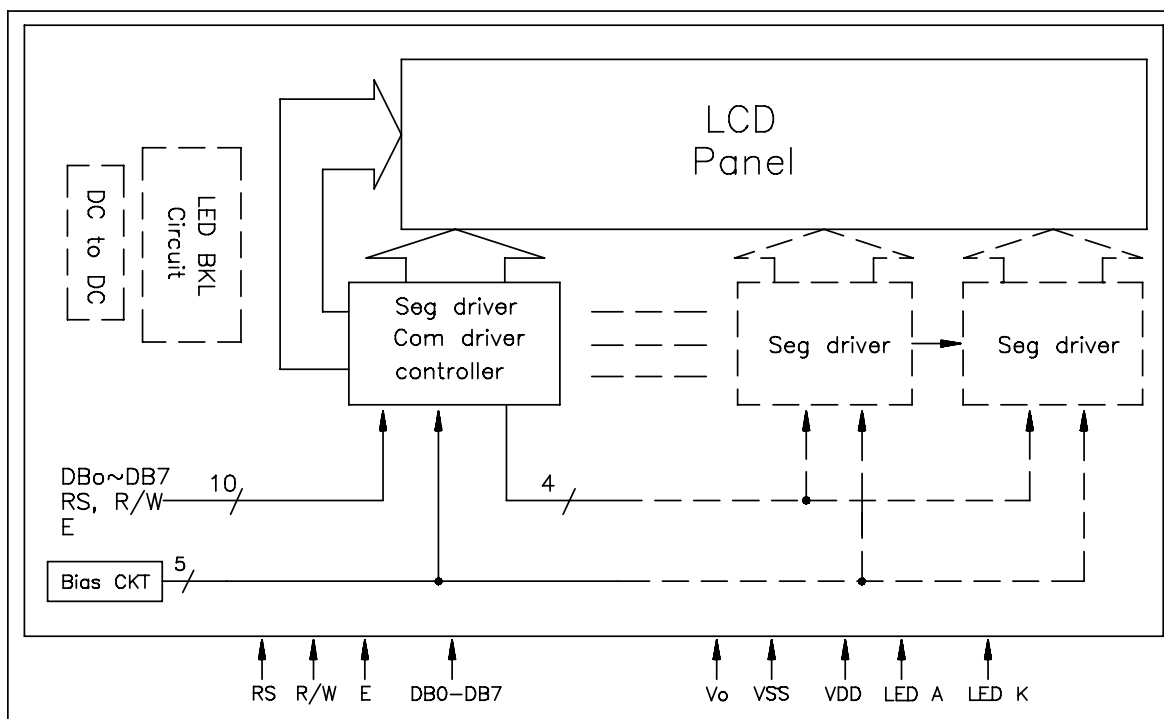 LCD
Panel
DC to DC
LED BKL
Circuit
Seg driver
Com driver
controller
Seg driver
Seg driver
DBo~DB7
RS, R/W
E
10
4
Bias CKT
5
RS
R/W
E
DB0-DB7
Vo
VSS
VDD
LED A
LED K